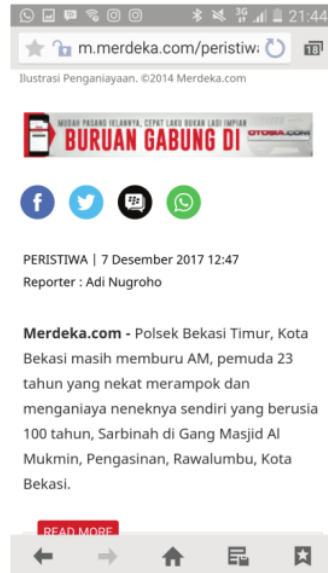 3G 21:44
m.merdeka.com/peristiw
18
Ilustrasi Penganiayaan. ©2014 Merdeka.com
MUDAH PASANG IKLANNYA, CEPAT LAKU BUKAN LAGI IMPIAN
BURUAN GABUNG DI OTOSIA.COM
PERISTIWA | 7 Desember 2017 12:47
Reporter : Adi Nugroho
Merdeka.com - Polsek Bekasi Timur, Kota
Bekasi masih memburu AM, pemuda 23
tahun yang nekat merampok dan
menganiaya neneknya sendiri yang berusia
100 tahun, Sarbinah di Gang Masjid Al
Mukmin, Pengasinan, Rawalumbu, Kota
Bekasi.
READ MORE